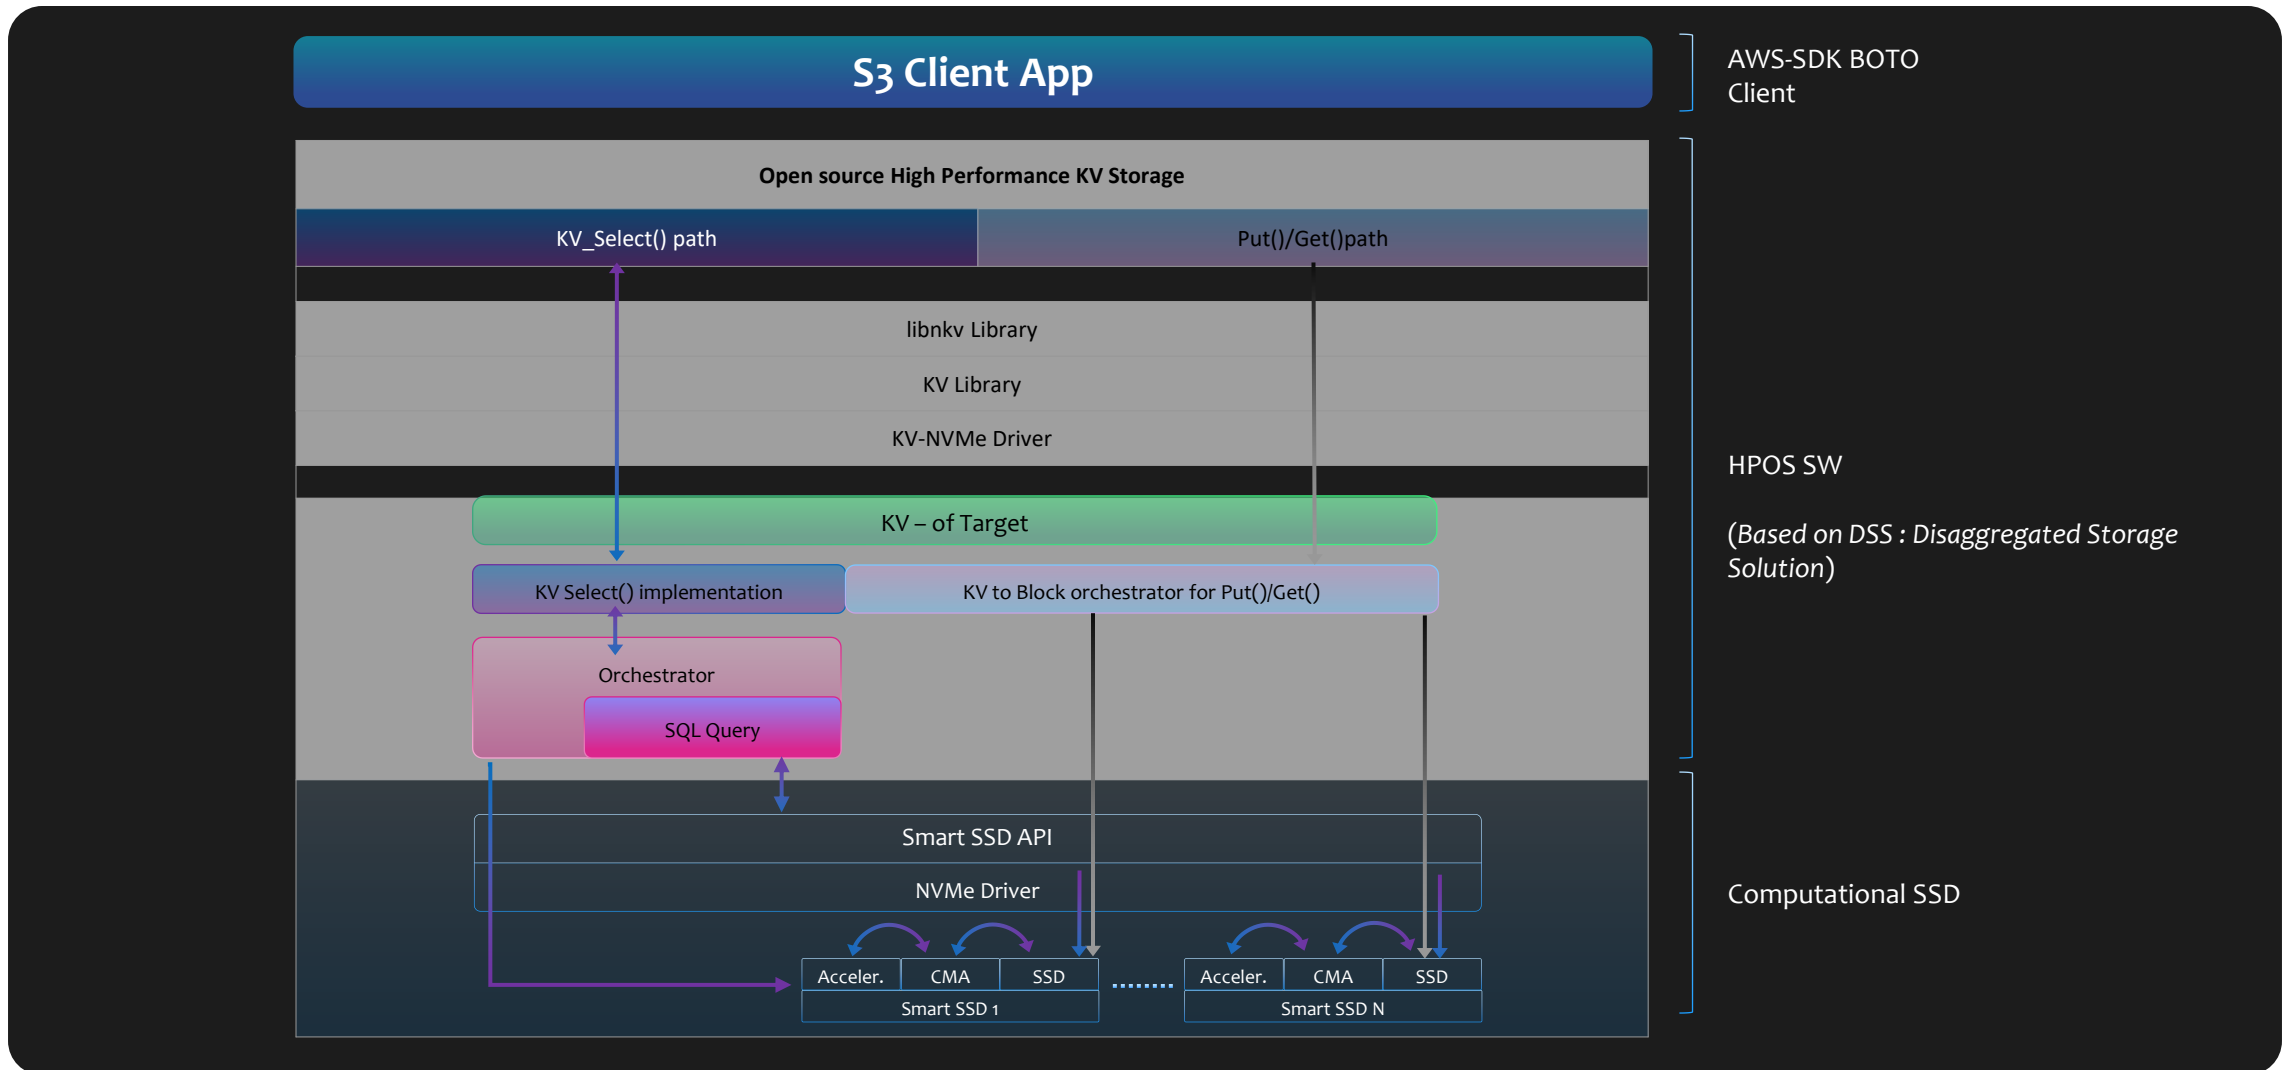 S3 Client App
AWS-SDK BOTO
Client
Open source High Performance KV Storage
KV_Select() path
Put()/Get()path
libnkv Library
KV Library
KV-NVMe Driver
HPOS SW
(Based on DSS : Disaggregated Storage
Solution)
KV – of Target
KV Select() implementation
KV to Block orchestrator for Put()/Get()
Orchestrator
SQL Query
Smart SSD API
NVMe Driver
Computational SSD
Acceler.
CMA
SSD
Smart SSD 1
Acceler.
CMA
SSD
Smart SSD N